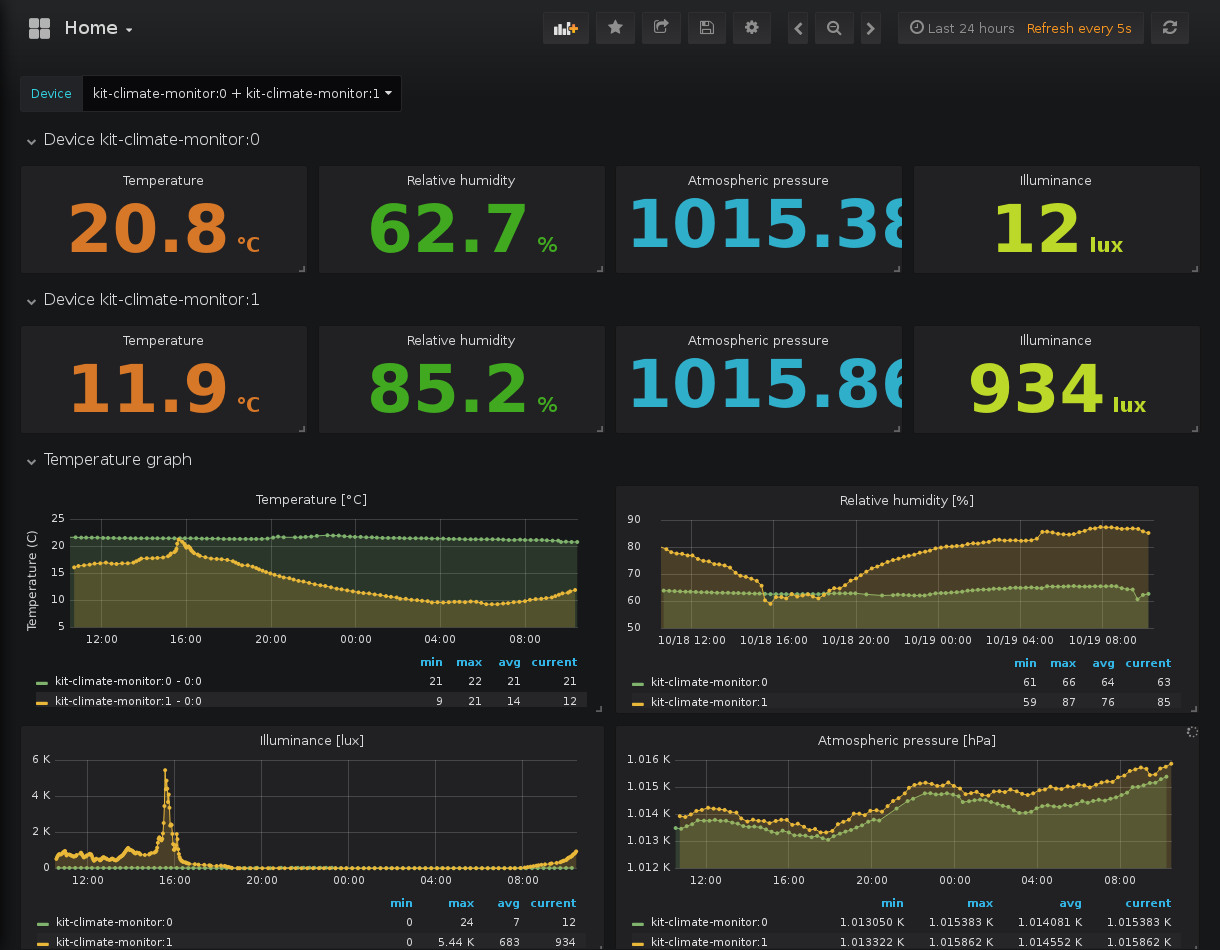 Home
Last 24 hours Refresh every 5s
Device kit-climate-monitor:0 + kit-climate-monitor:1
Device kit-climate-monitor:0
Temperature Relative humidity Atmospheric pressure Illuminance
20.8 °C 62.7 % 1015.38 12 lux
Device kit-climate-monitor:1
Temperature Relative humidity Atmospheric pressure Illuminance
11.9 °C 85.2 % 1015.86 934 lux
Temperature graph
Temperature [°C]
Temperature (C)
25
20
15
10
5
12:00 16:00 20:00 00:00 04:00 08:00
min max avg current
kit-climate-monitor:0 - 0:0 21 22 21 21
kit-climate-monitor:1 - 0:0 9 21 14 12
Relative humidity [%]
90
80
70
60
50
10/18 12:00 10/18 16:00 10/18 20:00 10/19 00:00 10/19 04:00 10/19 08:00
min max avg current
kit-climate-monitor:0 61 66 64 63
kit-climate-monitor:1 59 87 76 85
Illuminance [lux]
6 K
4 K
2 K
0
12:00 16:00 20:00 00:00 04:00 08:00
min max avg current
kit-climate-monitor:0 0 24 7 12
kit-climate-monitor:1 0 5.44 K 683 934
Atmospheric pressure [hPa]
1.016 K
1.015 K
1.014 K
1.013 K
1.012 K
12:00 16:00 20:00 00:00 04:00 08:00
min max avg current
kit-climate-monitor:0 1.013050 K 1.015383 K 1.014081 K 1.015383 K
kit-climate-monitor:1 1.013322 K 1.015862 K 1.014552 K 1.015862 K